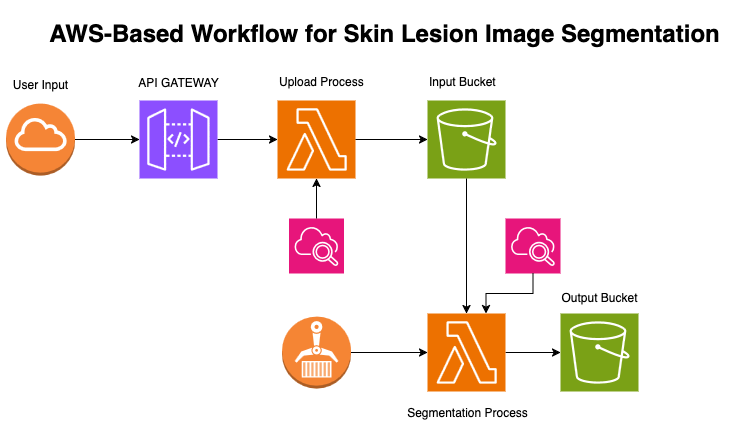 AWS-Based Workflow for Skin Lesion Image Segmentation
User Input
API GATEWAY
Upload Process
Input Bucket
</>
Output Bucket
Segmentation Process